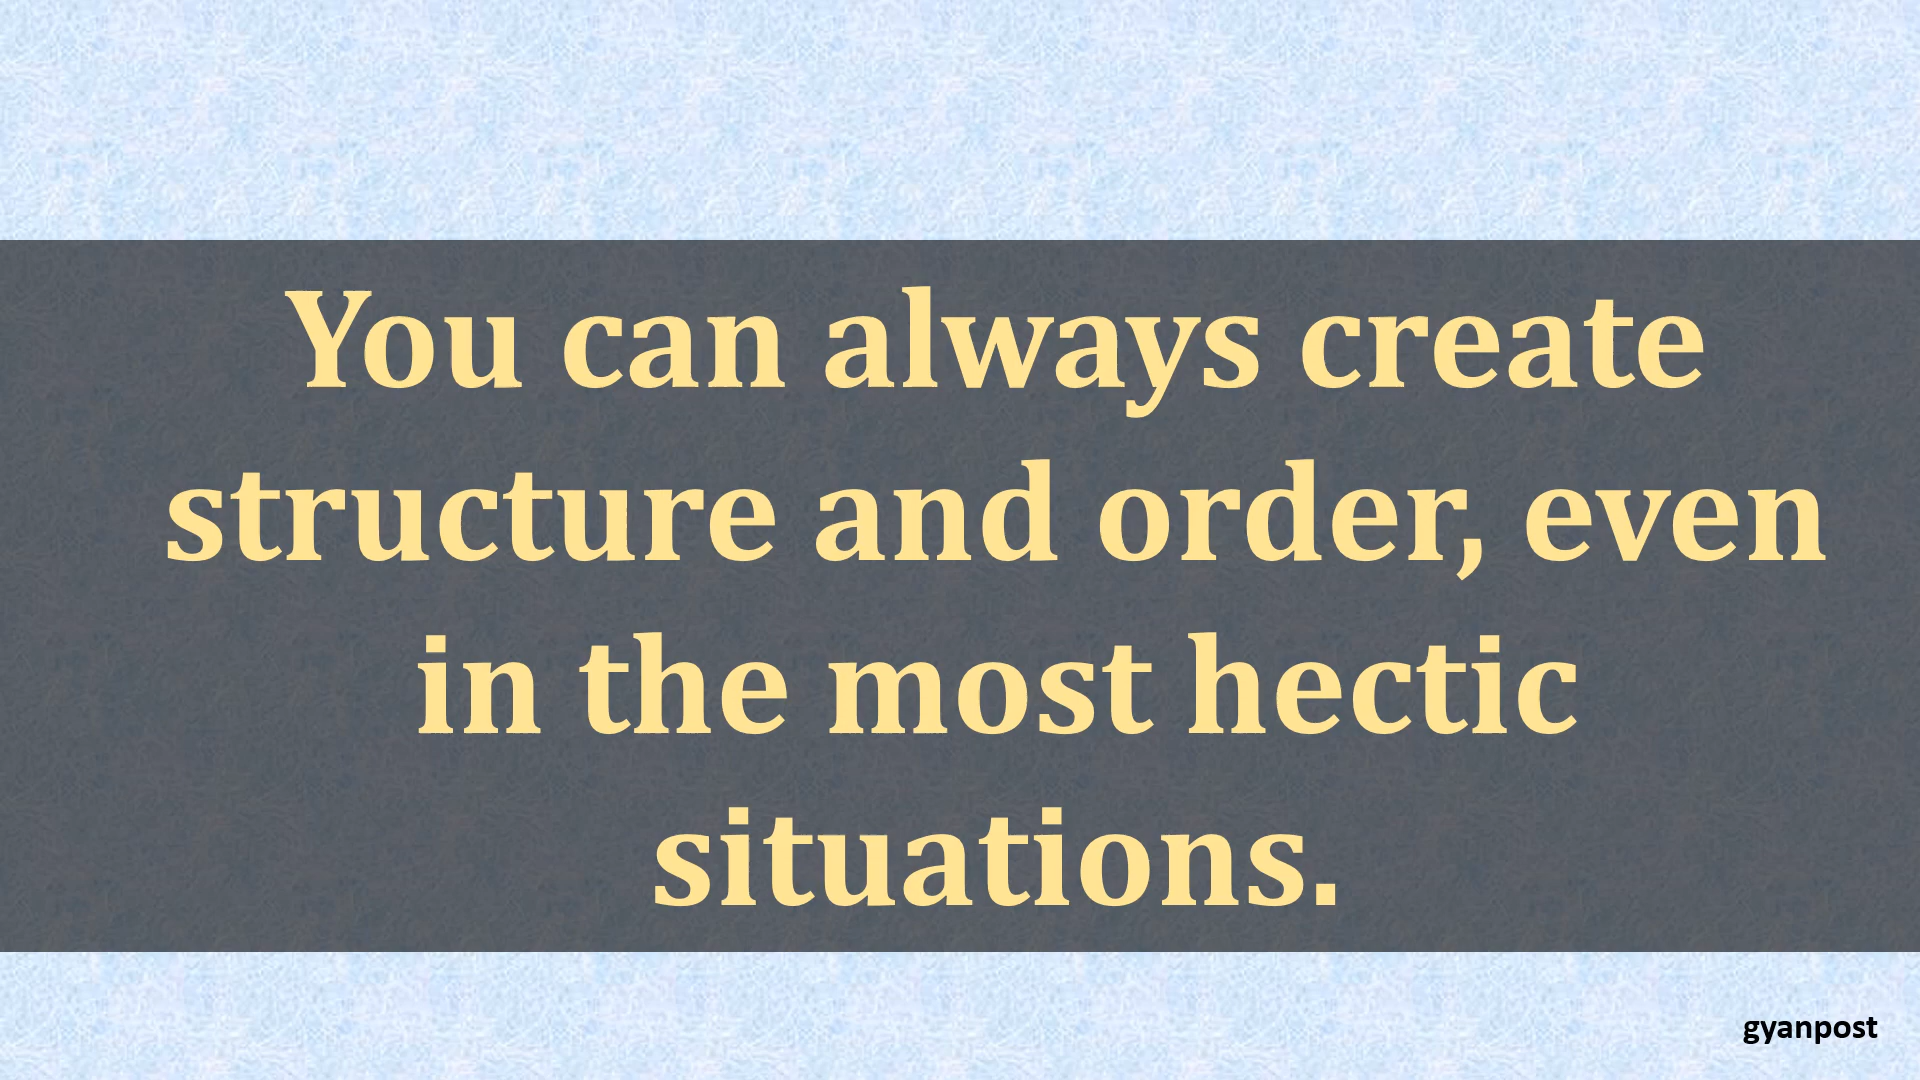 You can always create
structure and order, even
in the most hectic
situations.
gyanpost